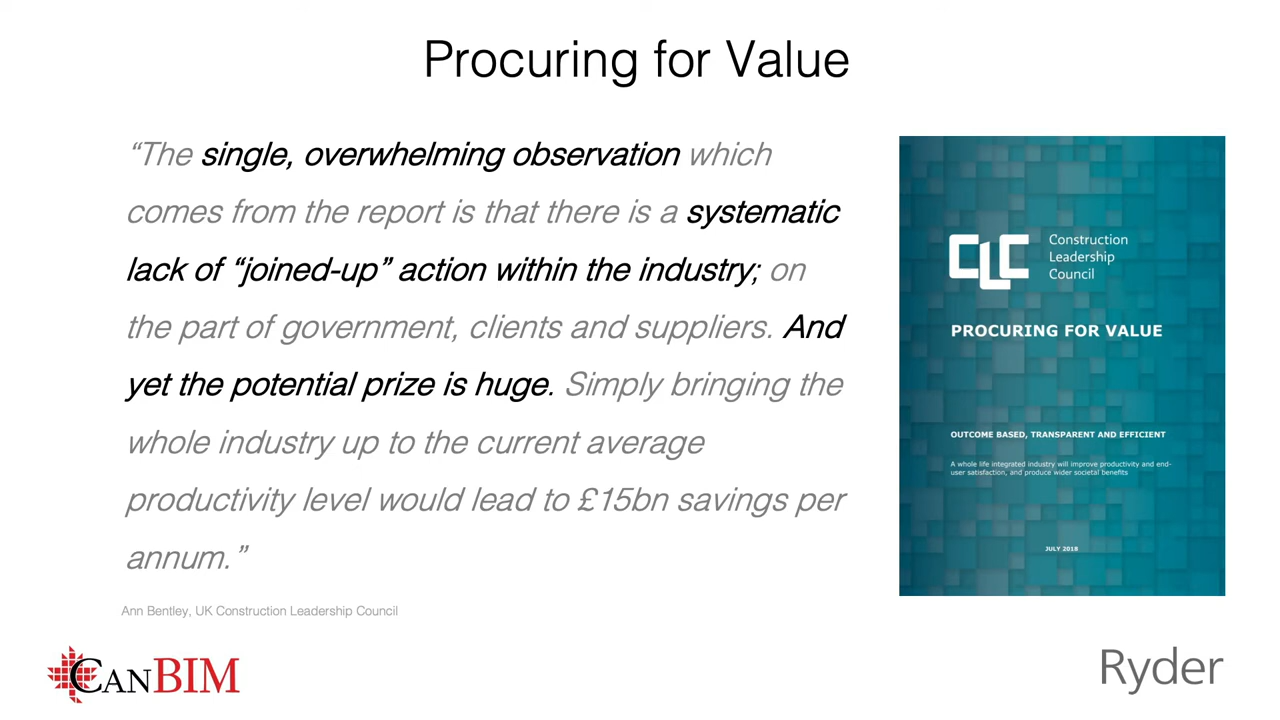 Procuring for Value
“The single, overwhelming observation which
comes from the report is that there is a systematic
lack of “joined-up” action within the industry; on
the part of government, clients and suppliers. And
yet the potential prize is huge. Simply bringing the
whole industry up to the current average
productivity level would lead to £15bn savings per
annum.”
Ann Bentley, UK Construction Leadership Council
CLC
Construction
Leadership
Council
PROCURING FOR VALUE
OUTCOME BASED, TRANSPARENT AND EFFICIENT
A whole life integrated industry will improve productivity and end-
user satisfaction, and produce wider societal benefits
JULY 2018
CANBIM
Ryder